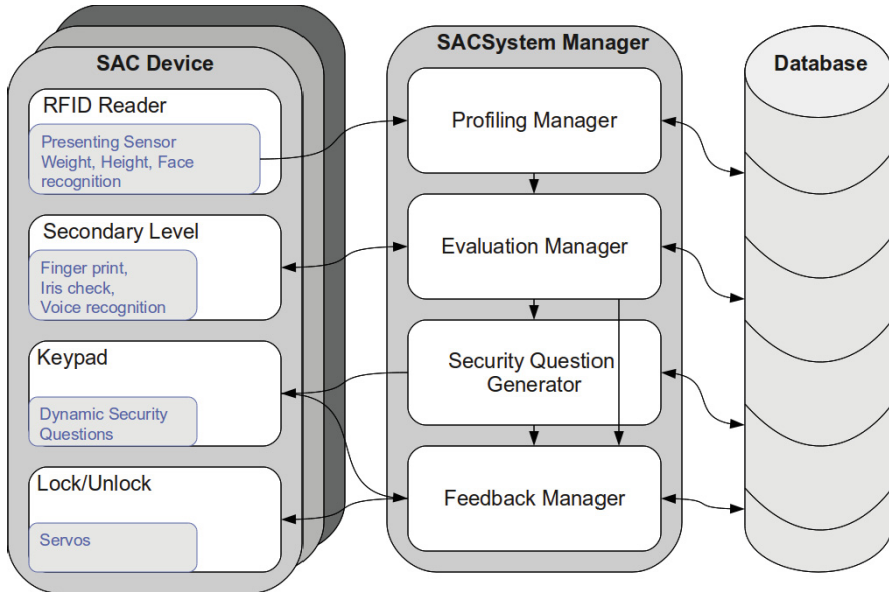 SAC Device
RFID Reader
Presenting Sensor
Weight, Height, Face
recognition
Secondary Level
Finger print,
Iris check,
Voice recognition
Keypad
Dynamic Security
Questions
Lock/Unlock
Servos
SACSystem Manager
Profiling Manager
Evaluation Manager
Security Question
Generator
Feedback Manager
Database